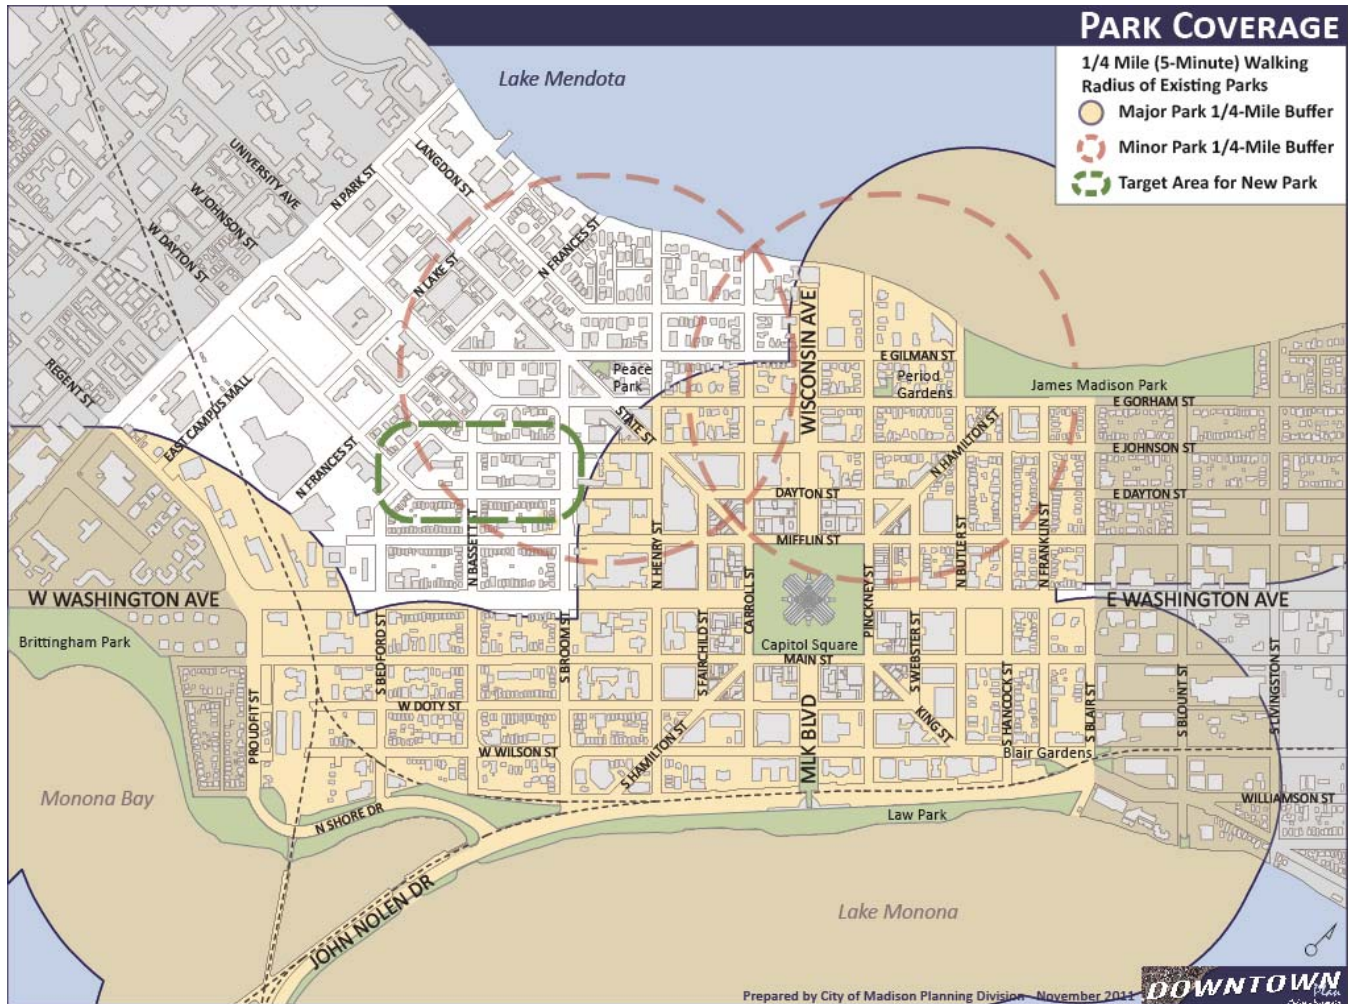 PARK COVERAGE
1/4 Mile (5-Minute) Walking
Radius of Existing Parks
Major Park 1/4-Mile Buffer
Minor Park 1/4-Mile Buffer
Target Area for New Park
Lake Mendota
LANGDON ST
UNIVERSITY AVE
N PARK ST
W JOHNSON ST
W DAYTON ST
N FRANCES ST
N LAKE ST
WISCONSIN AVE
E GILMAN ST
Peace
Park
Period
Gardens
James Madison Park
REGENT ST
EAST CAMPUS MALL
E GORHAM ST
STATE ST
N HAMILTON ST
N FRANCES ST
E JOHNSON ST
DAYTON ST
E DAYTON ST
MIFFLIN ST
N BASSETT ST
N HENRY ST
N BUTLER ST
N FRANKLIN ST
W WASHINGTON AVE
CARROLL ST
PINCKNEY ST
E WASHINGTON AVE
Brittingham Park
Capitol Square
MAIN ST
S BEDFORD ST
S BROOM ST
S FAIRCHILD ST
S WEBSTER ST
S HANCOCK ST
S BLAIR ST
S BLOUNT ST
S LIVINGSTON ST
PROUDFIT ST
W DOTY ST
KING ST
W WILSON ST
S HAMILTON ST
MLK BLVD
Blair Gardens
Monona Bay
N SHORE DR
WILLIAMSON ST
Law Park
JOHN NOLEN DR
Lake Monona
Prepared by City of Madison Planning Division November 2011
DOWNTOWN
Plan